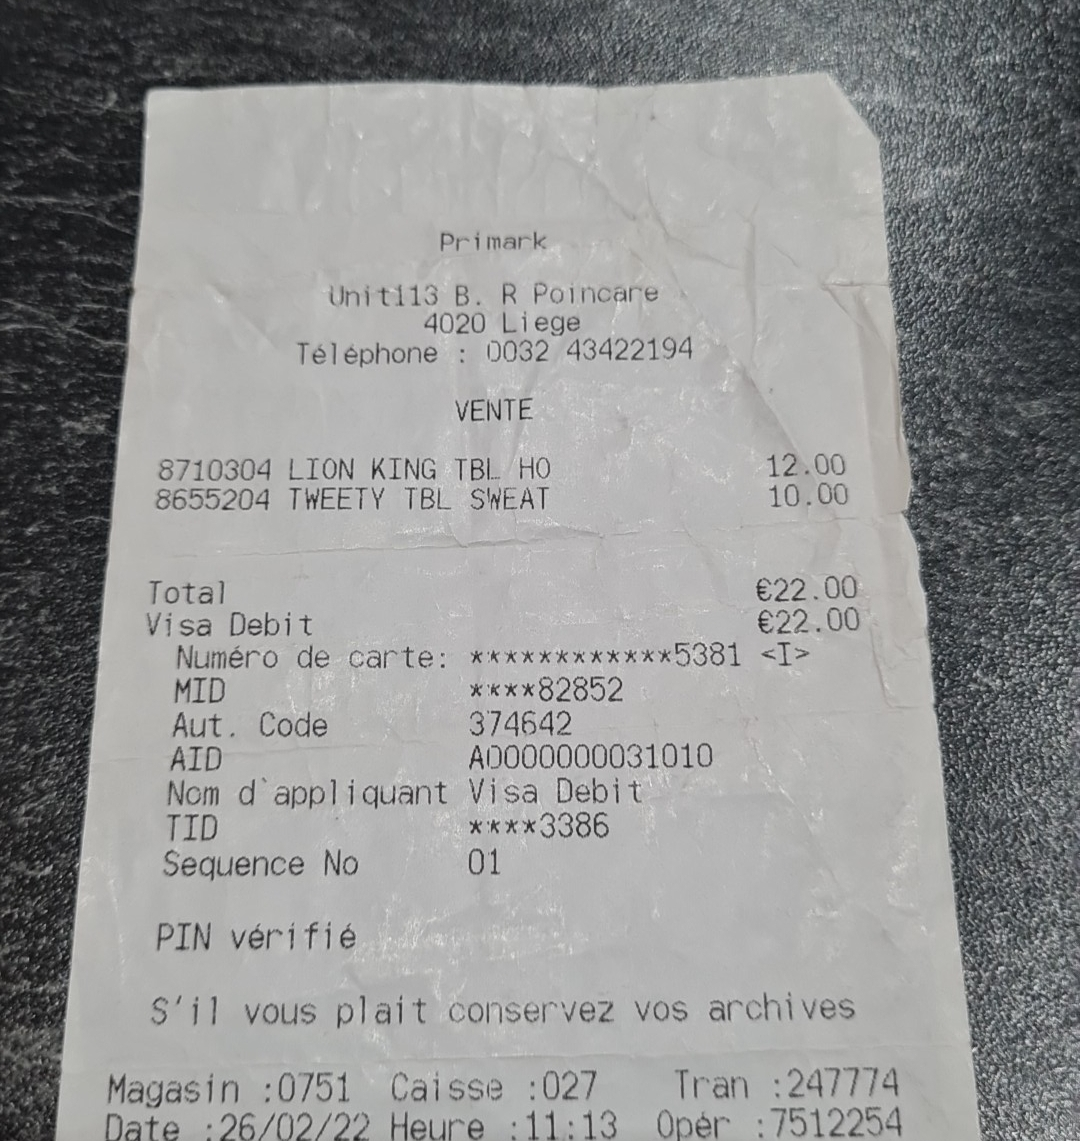 Primark
Unit113 B. R Poincare
4020 Liege
Téléphone : 0032 43422194
VENTE
8710304 LION KING TBL HO 12.00
8655204 TWEETY TBL SWEAT 10.00
Total €22.00
Visa Debit €22.00
Numéro de carte: ************5381 <I>
MID ****82852
Aut. Code 374642
AID A0000000031010
Nom d`appliquant Visa Debit
TID ****3386
Sequence No 01
PIN vérifié
S'il vous plait conservez vos archives
Magasin :0751 Caisse :027 Tran :247774
Date :26/02/22 Heure :11:13 Opér :7512254